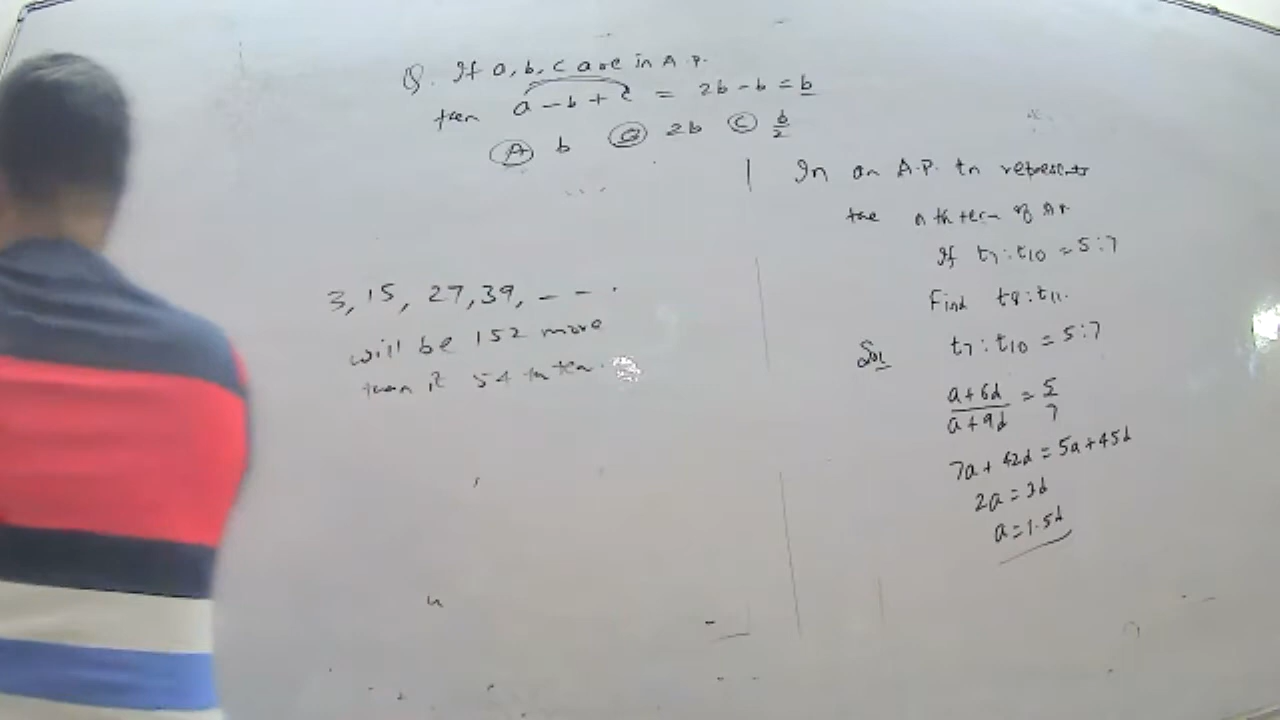 Q. If a, b, c are in A.P.
then a - b + c = 2b - b = b
(A) b 2b (C) b/2
3, 15, 27, 39, - - .
will be 152 more
than it 54th term.
In an A.P. tn represents
the nth term of A.P.
If t7 : t10 = 5:7
Find t8 : t11.
Sol t7 : t10 = 5:7
a+6d/a+9d = 5/7
7a + 42d = 5a + 45d
2a = 3d
a = 1.5d